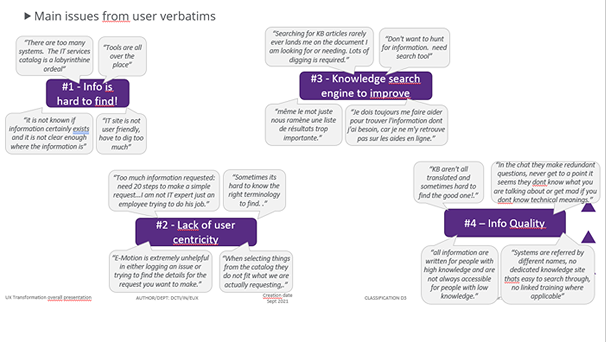 Main issues from user verbatims
"There are too many
systems. The IT services
catalog is a labyrinthine
ordeal"
"Tools are all
over the
place"
#1 - Info is
hard to find!
"it is not known if
information certainly exists
and it is not clear enough
where the information is"
"IT site is not
user friendly,
have to dig too
much"
"Searching for KB articles rarely
ever lands me on the document I
am looking for or needing. Lots of
digging is required."
"Don't want to hunt
for information. need
search tool"
#3 - Knowledge search
engine to improve
"même le mot juste
nous ramène une liste
de résultats trop
importante."
"Je dois toujours me faire aider
pour trouver l'information dont
j'ai besoin, car je ne m'y retrouve
pas sur les aides en ligne."
"Too much information requested:
need 20 steps to make a simple
request...I am not IT expert just an
employee trying to do his job."
"Sometimes its
hard to know the
right terminology
to find. ."
#2 - Lack of user
centricity
"E-Motion is extremely unhelpful
in either logging an issue or
trying to find the details for the
request you want to make."
"When selecting things
from the catalog they
do not fit what we are
actually requesting,."
"KB aren't all
translated and
sometimes hard to
find the good one!."
"In the chat they make redundant
questions, never get to a point it
seems they dont know what you
are talking about or get mad if you
dont know technical meanings."
#4 – Info Quality
"all information are
written for people with
high knowledge and are
not always accessible
for people with low
knowledge."
"Systems are referred by
different names, no
dedicated knowledge site
thats easy to search through,
no linked training where
applicable"
UX Transformation overall presentation
AUTHOR/DEPT: DCTI/IN/EUX
Creation date
Sept 2021
CLASSIFICATION D3